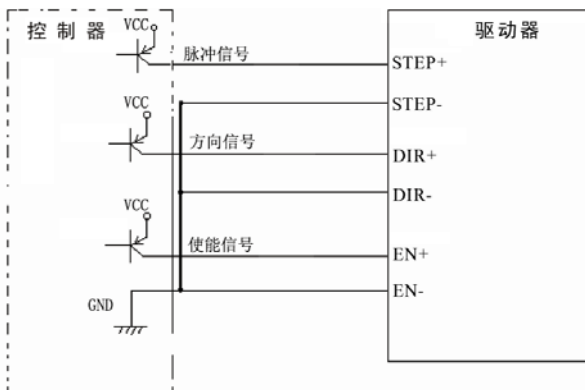 控制器
驱动器
VCC
脉冲信号
STEP+
STEP-
VCC
方向信号
DIR+
DIR-
VCC
使能信号
EN+
EN-
GND